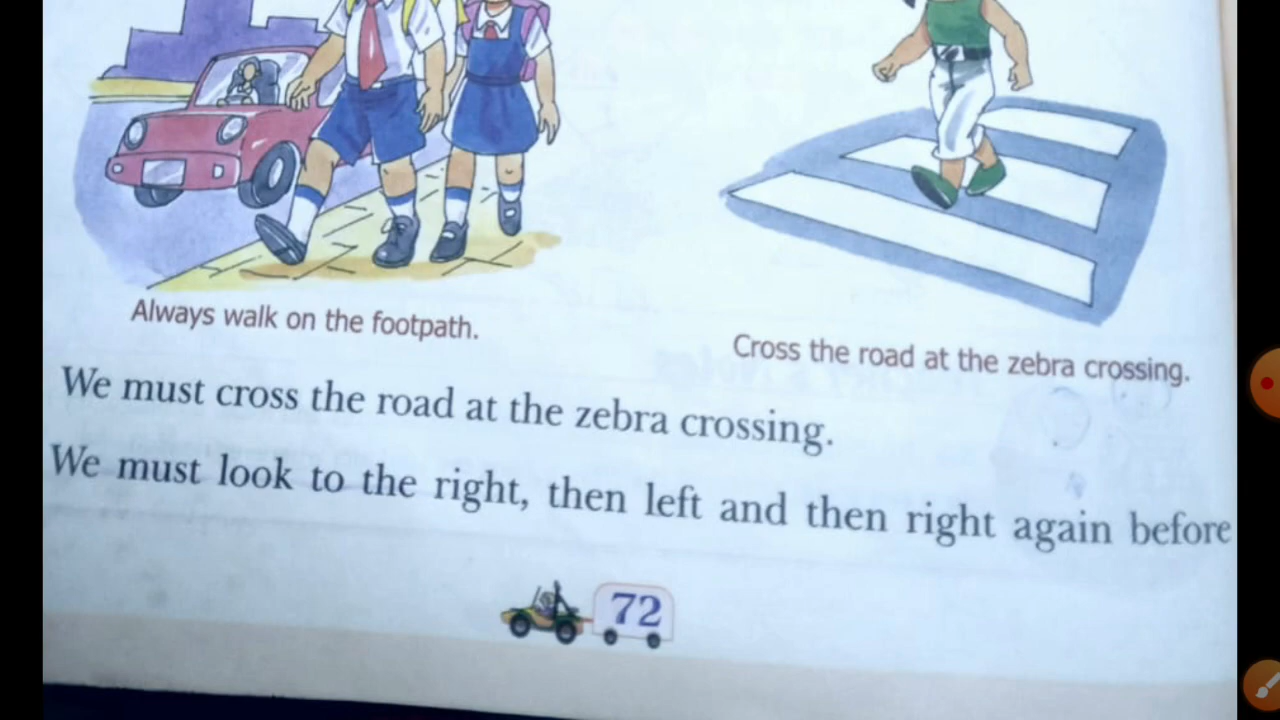 Always walk on the footpath.
Cross the road at the zebra crossing.
We must cross the road at the zebra crossing.
We must look to the right, then left and then right again before
72